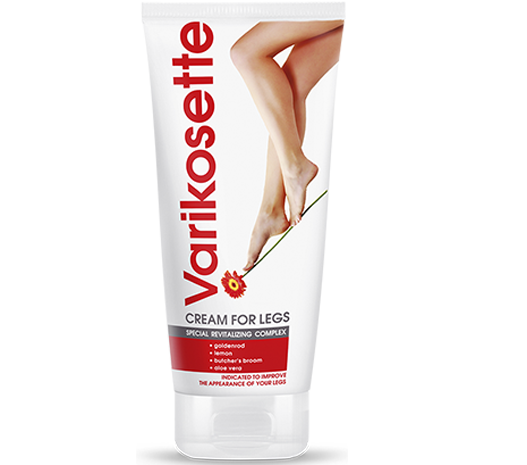 Varikosette
CREAM FOR LEGS
SPECIAL REVITALIZING COMPLEX
• goldenrod
• lemon
• butcher's broom
• aloe vera
INDICATED TO IMPROVE
THE APPEARANCE OF YOUR LEGS